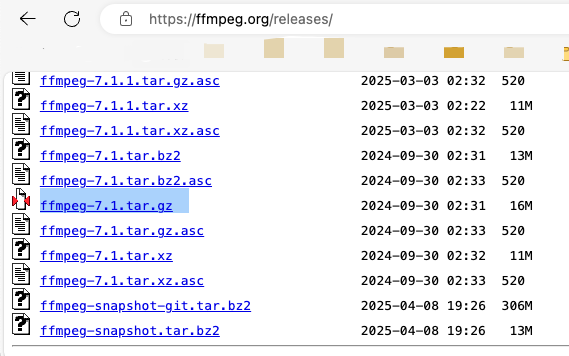 https://ffmpeg.org/releases/
ffmpeg-7.1.1.tar.gz.asc 2025-03-03 02:32 520
ffmpeg-7.1.1.tar.xz 2025-03-03 02:22 11M
ffmpeg-7.1.1.tar.xz.asc 2025-03-03 02:32 520
ffmpeg-7.1.tar.bz2 2024-09-30 02:31 13M
ffmpeg-7.1.tar.bz2.asc 2024-09-30 02:33 520
ffmpeg-7.1.tar.gz 2024-09-30 02:31 16M
ffmpeg-7.1.tar.gz.asc 2024-09-30 02:33 520
ffmpeg-7.1.tar.xz 2024-09-30 02:32 11M
ffmpeg-7.1.tar.xz.asc 2024-09-30 02:33 520
ffmpeg-snapshot-git.tar.bz2 2025-04-08 19:26 306M
ffmpeg-snapshot.tar.bz2 2025-04-08 19:26 13M